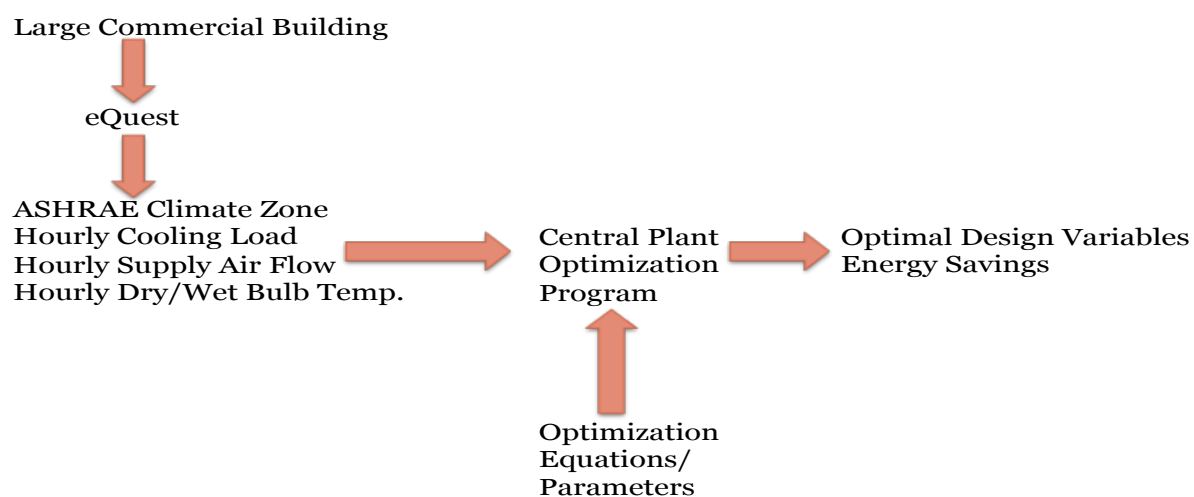 Large Commercial Building
eQuest
ASHRAE Climate Zone
Hourly Cooling Load
Hourly Supply Air Flow
Hourly Dry/Wet Bulb Temp.
Central Plant
Optimization
Program
Optimal Design Variables
Energy Savings
Optimization
Equations/
Parameters